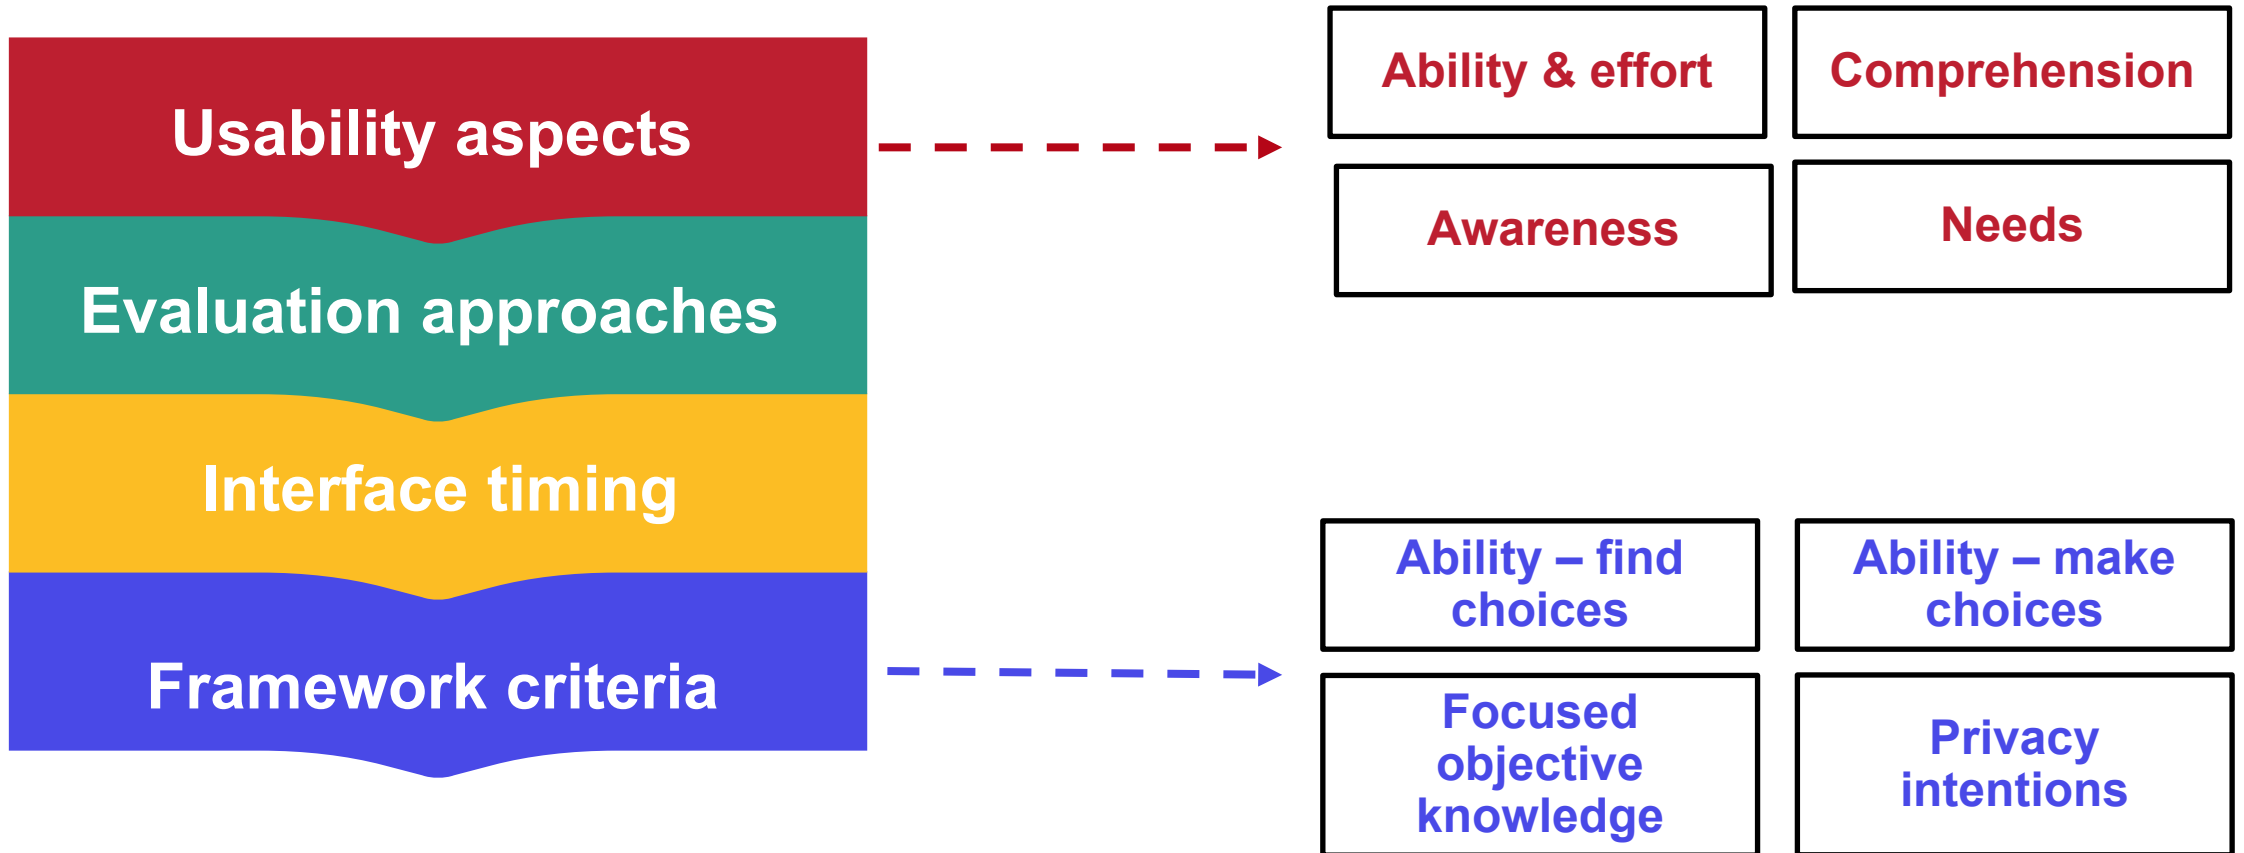 Usability aspects
Evaluation approaches
Interface timing
Framework criteria
Ability & effort
Comprehension
Awareness
Needs
Ability – find
choices
Ability – make
choices
Focused
objective
knowledge
Privacy
intentions